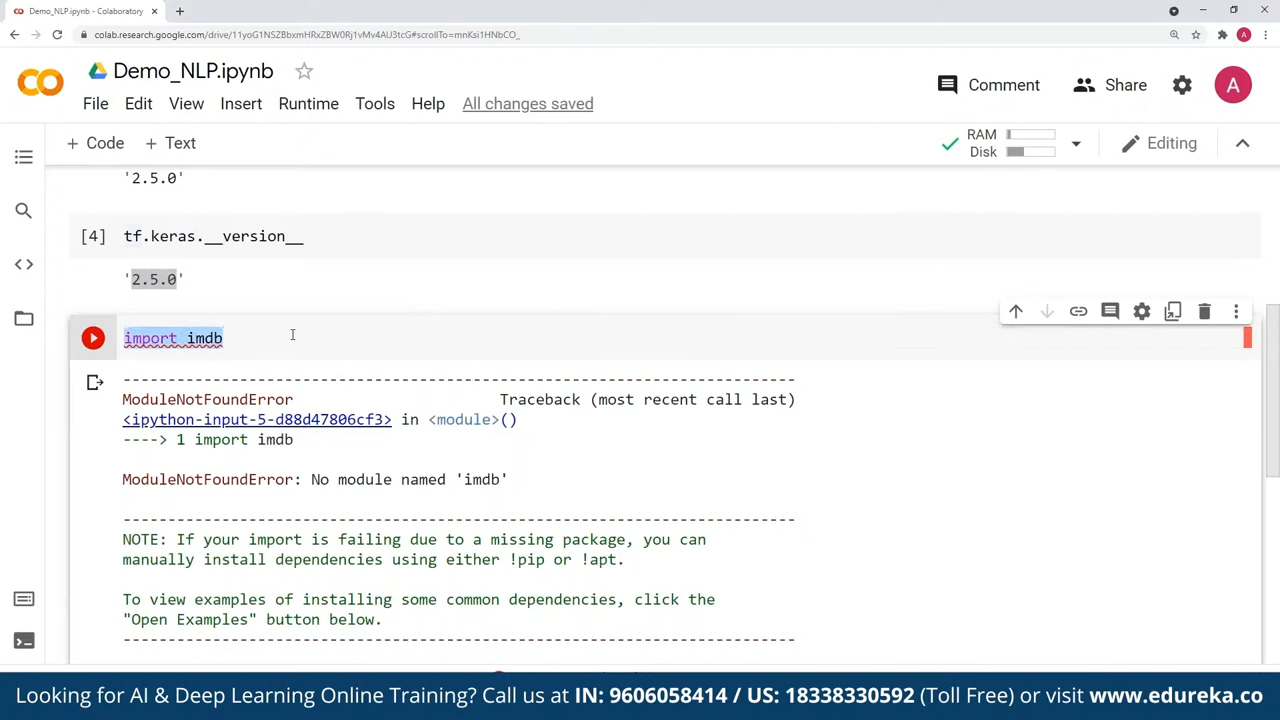 Demo_NLP.ipynb - Colaboratory
colab.research.google.com/drive/11yoG1NSZBbxmHRxZBW0Rj1vMv4AU3tcG#scrollTo=mnKsi1HNbCO_
A
Demo_NLP.ipynb
Comment
Share
A
File Edit View Insert Runtime Tools Help All changes saved
+ Code + Text
RAM
Disk
Editing
'2.5.0'
[4] tf.keras.__version__
'2.5.0'
import imdb
---------------------------------------------------------------------------
ModuleNotFoundError Traceback (most recent call last)
<ipython-input-5-d88d47806cf3> in <module>()
----> 1 import imdb
ModuleNotFoundError: No module named 'imdb'
---------------------------------------------------------------------------
NOTE: If your import is failing due to a missing package, you can
manually install dependencies using either !pip or !apt.
To view examples of installing some common dependencies, click the
"Open Examples" button below.
---------------------------------------------------------------------------
Looking for AI & Deep Learning Online Training? Call us at IN: 9606058414 / US: 18338330592 (Toll Free) or visit www.edureka.co